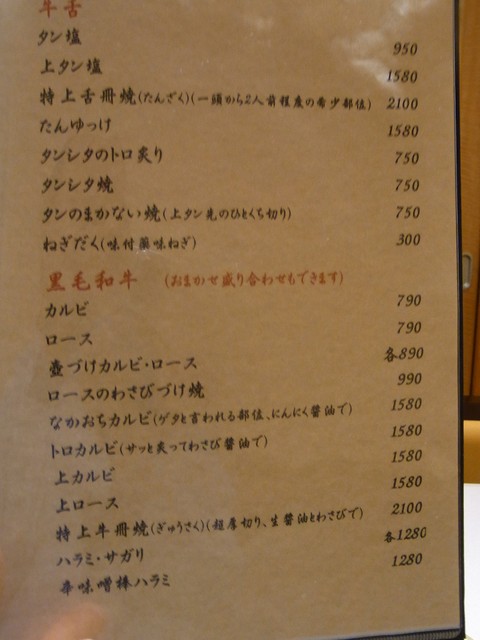 牛舌
タン塩 950
上タン塩 1580
特上舌冊焼(たんざく)(一頭から2人前程度の希少部位) 2100
たんゆっけ 1580
タンシタのトロ炙り 750
タンシタ焼 750
タンのまかない焼(上タン先のひとくち切り) 750
ねぎだく(味付薬味ねぎ) 300
黒毛和牛 (おまかせ盛り合わせもできます)
カルビ 790
ロース 790
壺づけカルビ・ロース 各890
ロースのわさびづけ焼 990
なかおちカルビ(ゲタと言われる部位、にんにく醤油で) 1580
トロカルビ(サッと炙ってわさび醤油で) 1580
上カルビ 1580
上ロース 1580
特上牛冊焼(ぎゅうさく)(超厚切り、生醤油とわさびで) 2100
ハラミ・サガリ 各1280
辛味噌棒ハラミ 1280